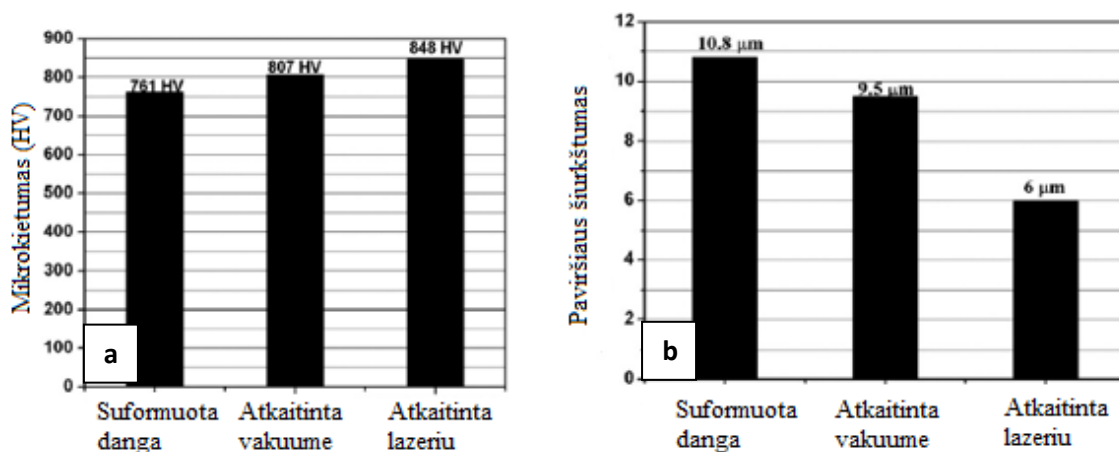 Mikrokietumas (HV)
900
800
700
600
500
400
300
200
100
0
761 HV
807 HV
848 HV
a
Suformuota
danga
Atkaitinta
vakuume
Atkaitinta
lazeriu
Paviršiaus šiurkštumas
12
10
8
6
4
2
0
10.8 µm
9.5 µm
6 µm
b
Suformuota
danga
Atkaitinta
vakuume
Atkaitinta
lazeriu